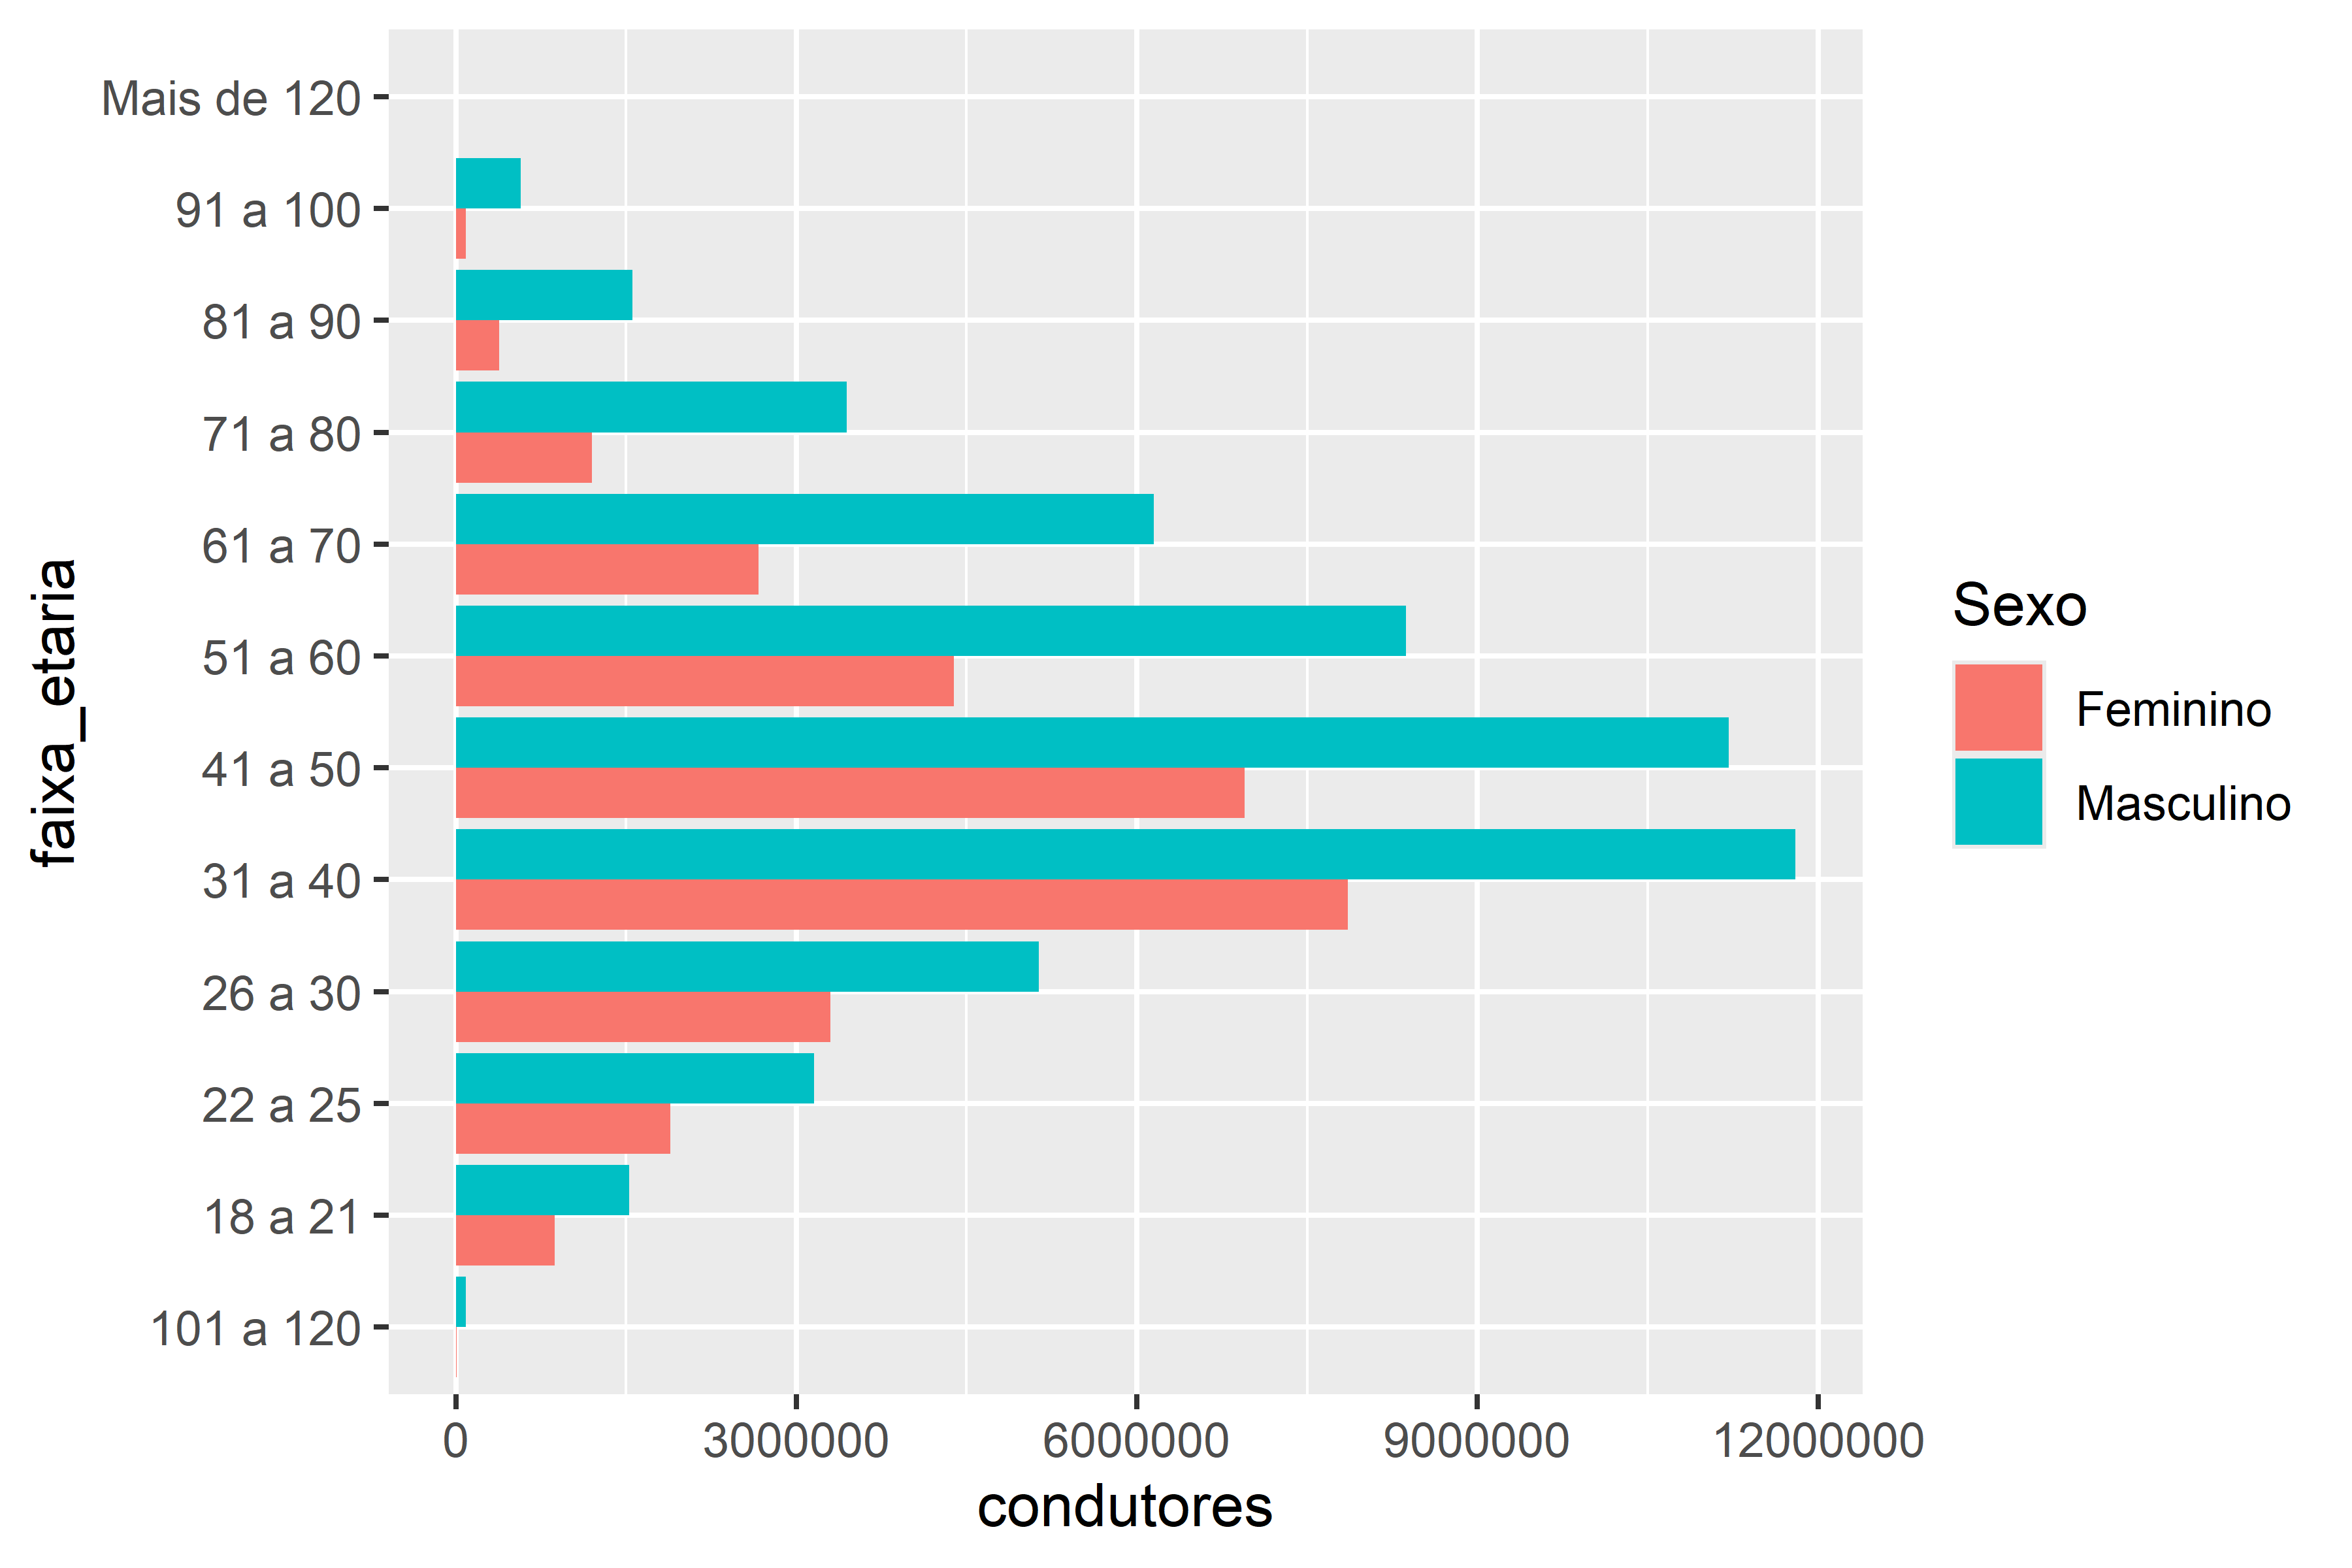 faixa_etaria
Mais de 120
91 a 100
81 a 90
71 a 80
61 a 70
51 a 60
41 a 50
31 a 40
26 a 30
22 a 25
18 a 21
101 a 120
0 3000000 6000000 9000000 12000000
condutores
Sexo
Feminino
Masculino